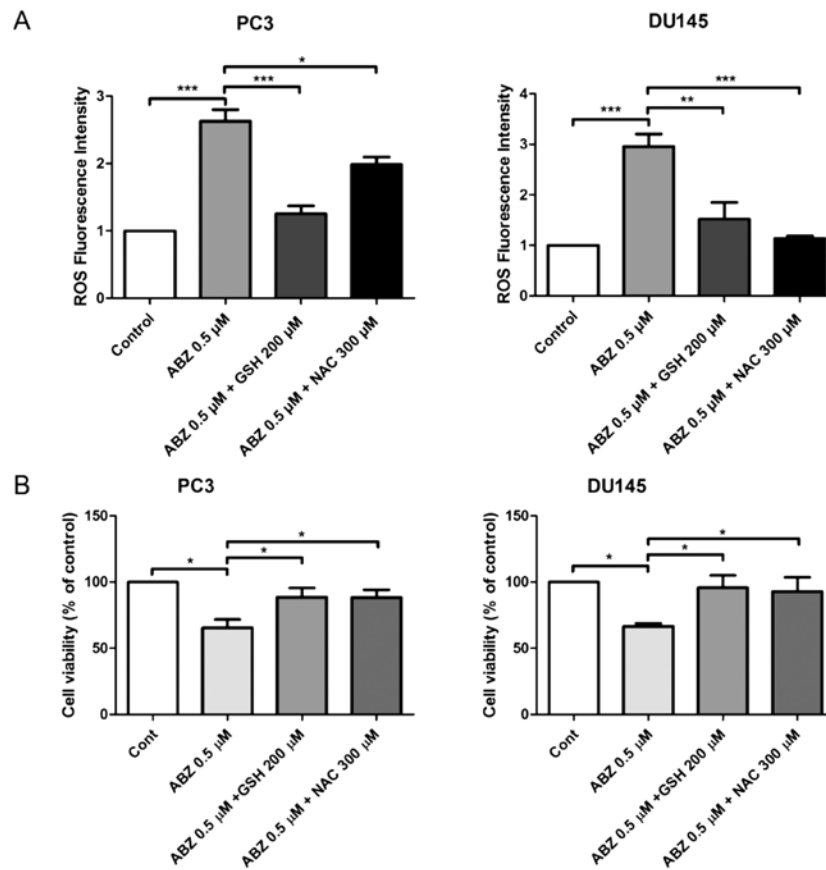 A
PC3
DU145
ROS Fluorescence Intensity
3
2
1
0
***
***
*
Control
ABZ 0.5 µM
ABZ 0.5 µM + GSH 200 µM
ABZ 0.5 µM + NAC 300 µM
ROS Fluorescence Intensity
5
4
3
2
1
0
***
**
***
Control
ABZ 0.5 µM
ABZ 0.5 µM + GSH 200 µM
ABZ 0.5 µM + NAC 300 µM
B
PC3
DU145
Cell viability (% of control)
150
100
50
0
*
*
*
Cont
ABZ 0.5 µM
ABZ 0.5 µM +GSH 200 µM
ABZ 0.5 µM + NAC 300 µM
Cell viability (% of control)
150
100
50
0
*
*
*
Cont
ABZ 0.5 µM
ABZ 0.5 µM +GSH 200 µM
ABZ 0.5 µM + NAC 300 µM